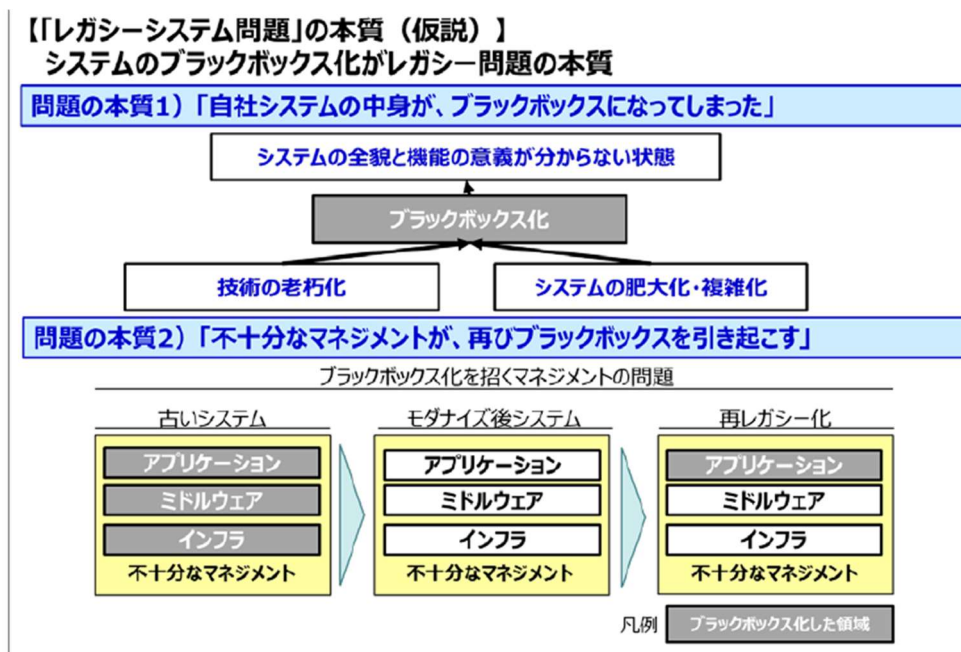 【「レガシーシステム問題」の本質（仮説）】
システムのブラックボックス化がレガシー問題の本質
問題の本質1）「自社システムの中身が、ブラックボックスになってしまった」
システムの全貌と機能の意義が分からない状態
ブラックボックス化
技術の老朽化
システムの肥大化・複雑化
問題の本質2）「不十分なマネジメントが、再びブラックボックスを引き起こす」
ブラックボックス化を招くマネジメントの問題
古いシステム
アプリケーション
ミドルウェア
インフラ
不十分なマネジメント
モダナイズ後システム
アプリケーション
ミドルウェア
インフラ
不十分なマネジメント
再レガシー化
アプリケーション
ミドルウェア
インフラ
不十分なマネジメント
凡例
ブラックボックス化した領域